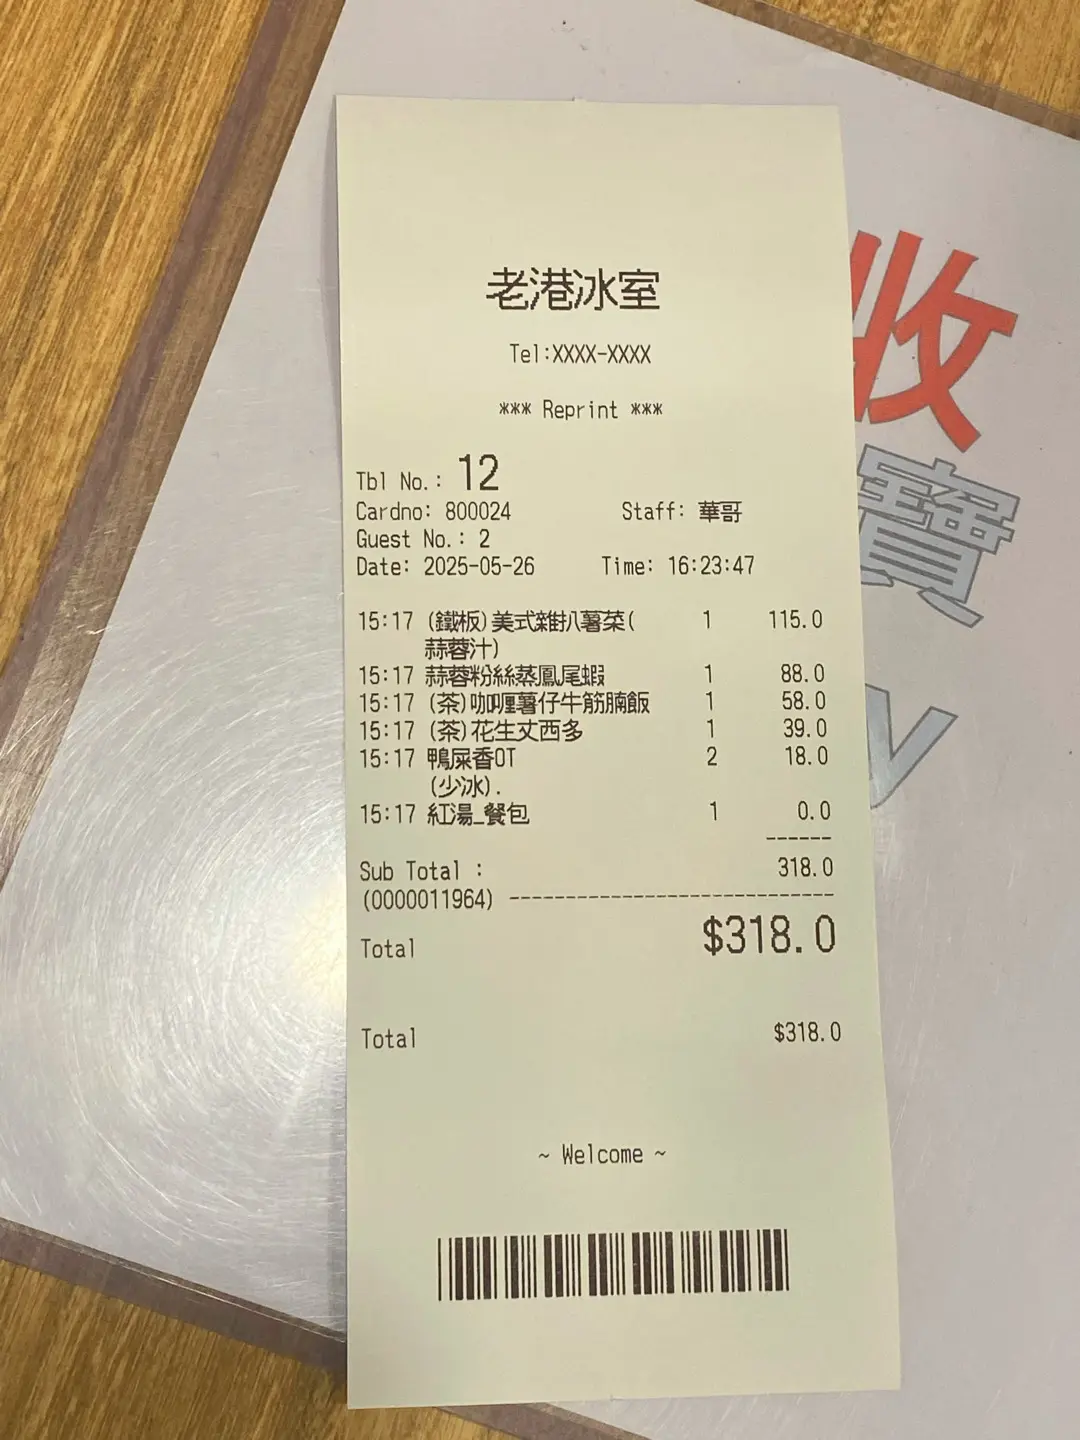 老港冰室
Tel:XXXX-XXXX
*** Reprint ***
Tbl No.: 12
Cardno: 800024 Staff: 華哥
Guest No.: 2
Date: 2025-05-26 Time: 16:23:47
15:17 (鐵板)美式雜扒薯菜( 1 115.0
蒜蓉汁)
15:17 蒜蓉粉絲蒸鳳尾蝦 1 88.0
15:17 (茶)咖喱薯仔牛筋腩飯 1 58.0
15:17 (茶)花生丈西多 1 39.0
15:17 鴨屎香OT 2 18.0
(少冰).
15:17 紅湯_餐包 1 0.0
------
Sub Total : 318.0
(0000011964) ------------------------------
Total $318.0
Total $318.0
~ Welcome ~
收
寶